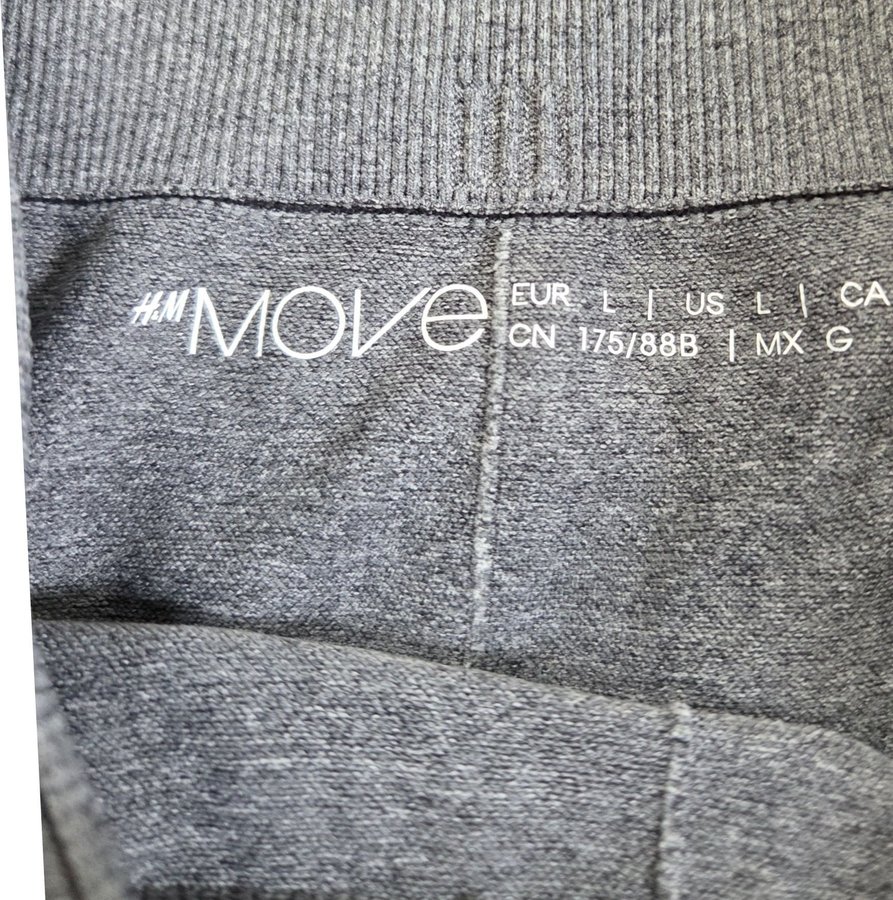 H&M MOVE
EUR L | US L | CA
CN 175/88B | MX G